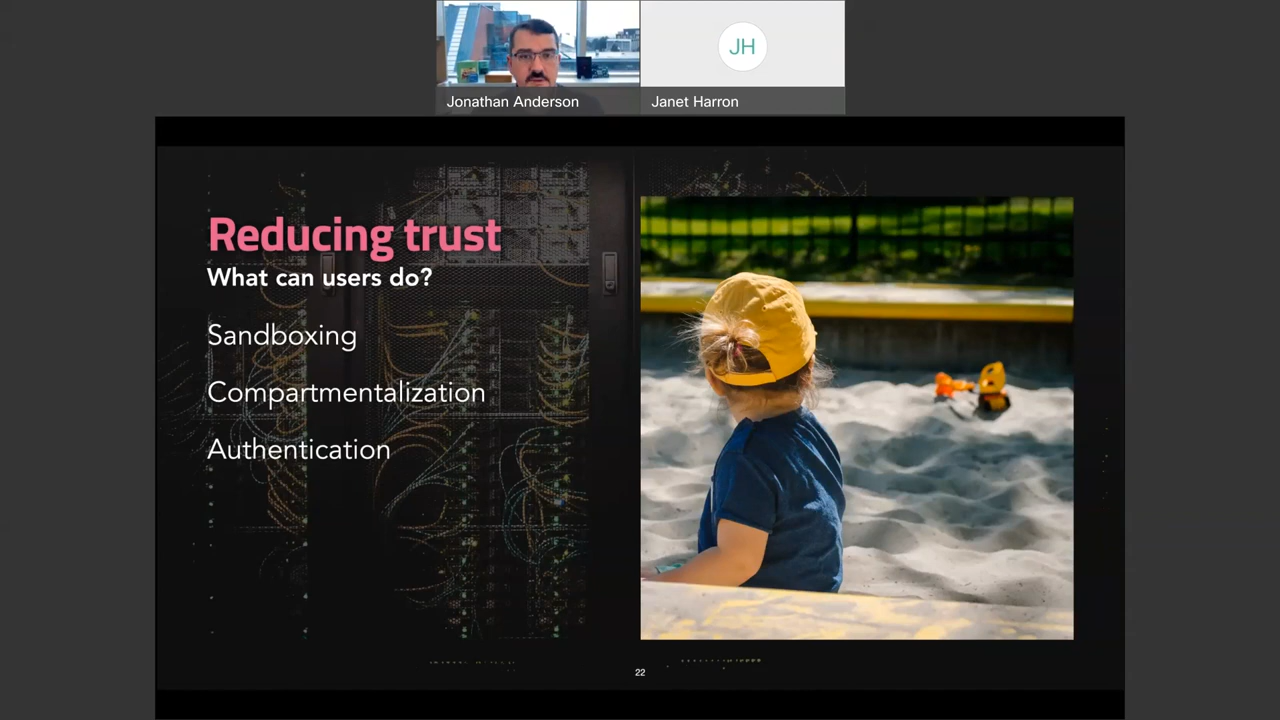 Jonathan Anderson
JH
Janet Harron
Reducing trust
What can users do?
Sandboxing
Compartmentalization
Authentication
22